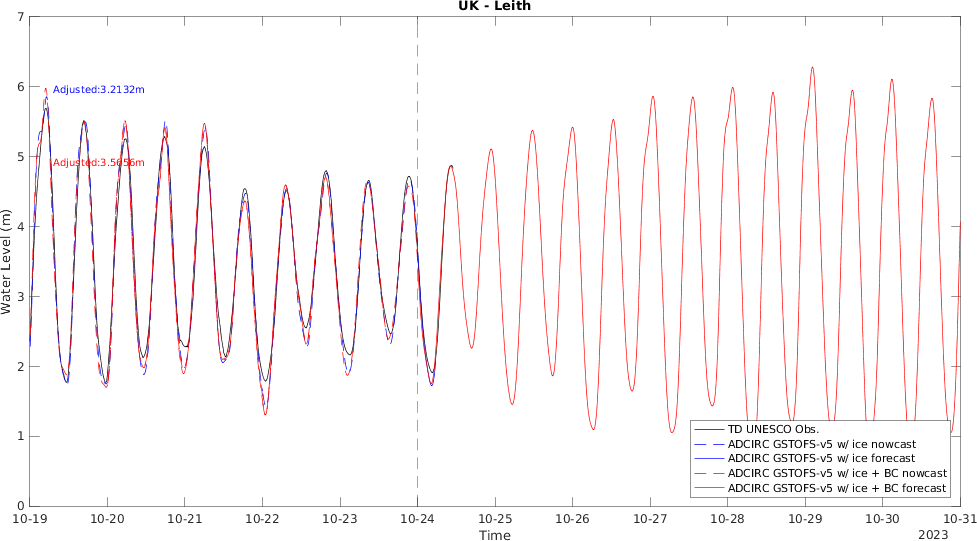 UK - Leith
7
6
5
4
3
2
1
0
Water Level (m)
Adjusted:3.2132m
Adjusted:3.5656m
TD UNESCO Obs.
ADCIRC GSTOFS-v5 w/ ice nowcast
ADCIRC GSTOFS-v5 w/ ice forecast
ADCIRC GSTOFS-v5 w/ ice + BC nowcast
ADCIRC GSTOFS-v5 w/ ice + BC forecast
10-19 10-20 10-21 10-22 10-23 10-24 10-25 10-26 10-27 10-28 10-29 10-30 10-31
Time
2023